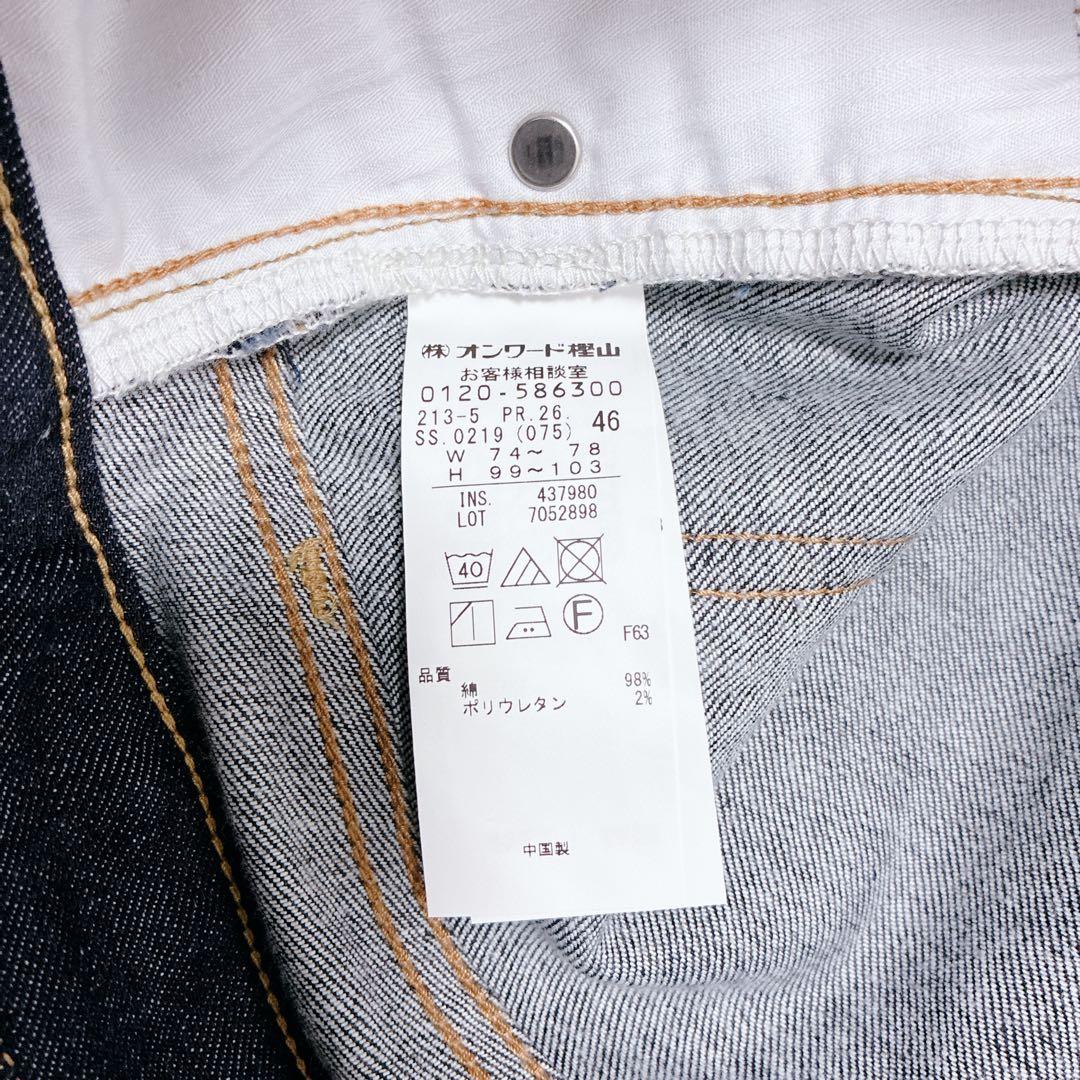 (株)オンワード樫山
お客様相談室
0120-586300
213-5 PR.26. 46
SS.0219(075)
W 74～ 78
H 99～103
INS. 437980
LOT 7052898
40
F
F63
品質
綿 98%
ポリウレタン 2%
中国製